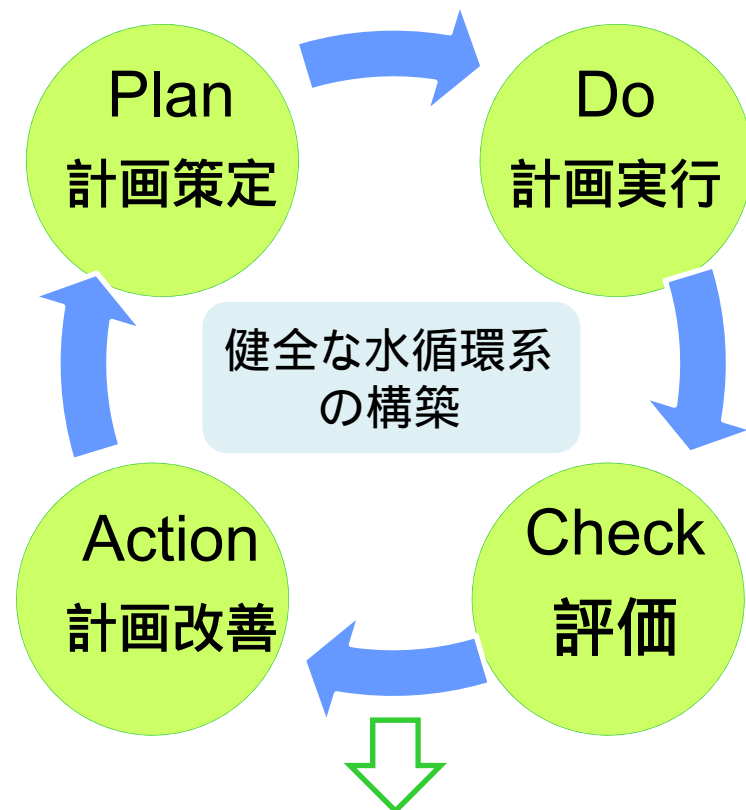 Plan
計画策定
Do
計画実行
健全な水循環系
の構築
Action
計画改善
Check
評価